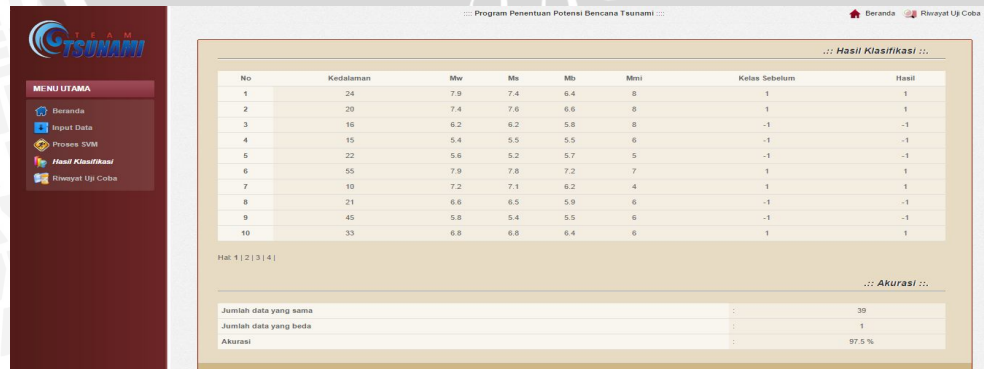 :::: Program Penentuan Potensi Bencana Tsunami ::::
Beranda Riwayat Uji Coba
TEAM
TSUNAMI
MENU UTAMA
Beranda
Input Data
Proses SVM
Hasil Klasifikasi
Riwayat Uji Coba
.:: Hasil Klasifikasi ::.
No Kedalaman Mw Ms Mb Mmi Kelas Sebelum Hasil
1 24 7.9 7.4 6.4 8 1 1
2 20 7.4 7.6 6.6 8 1 1
3 16 6.2 6.2 5.8 8 -1 -1
4 15 5.4 5.5 5.5 6 -1 -1
5 22 5.6 5.2 5.7 5 -1 -1
6 55 7.9 7.8 7.2 7 1 1
7 10 7.2 7.1 6.2 4 1 1
8 21 6.6 6.5 5.9 6 -1 -1
9 45 5.8 5.4 5.5 6 -1 -1
10 33 6.8 6.8 6.4 6 1 1
Hal: 1 | 2 | 3 | 4 |
.:: Akurasi ::.
Jumlah data yang sama : 39
Jumlah data yang beda : 1
Akurasi : 97.5 %